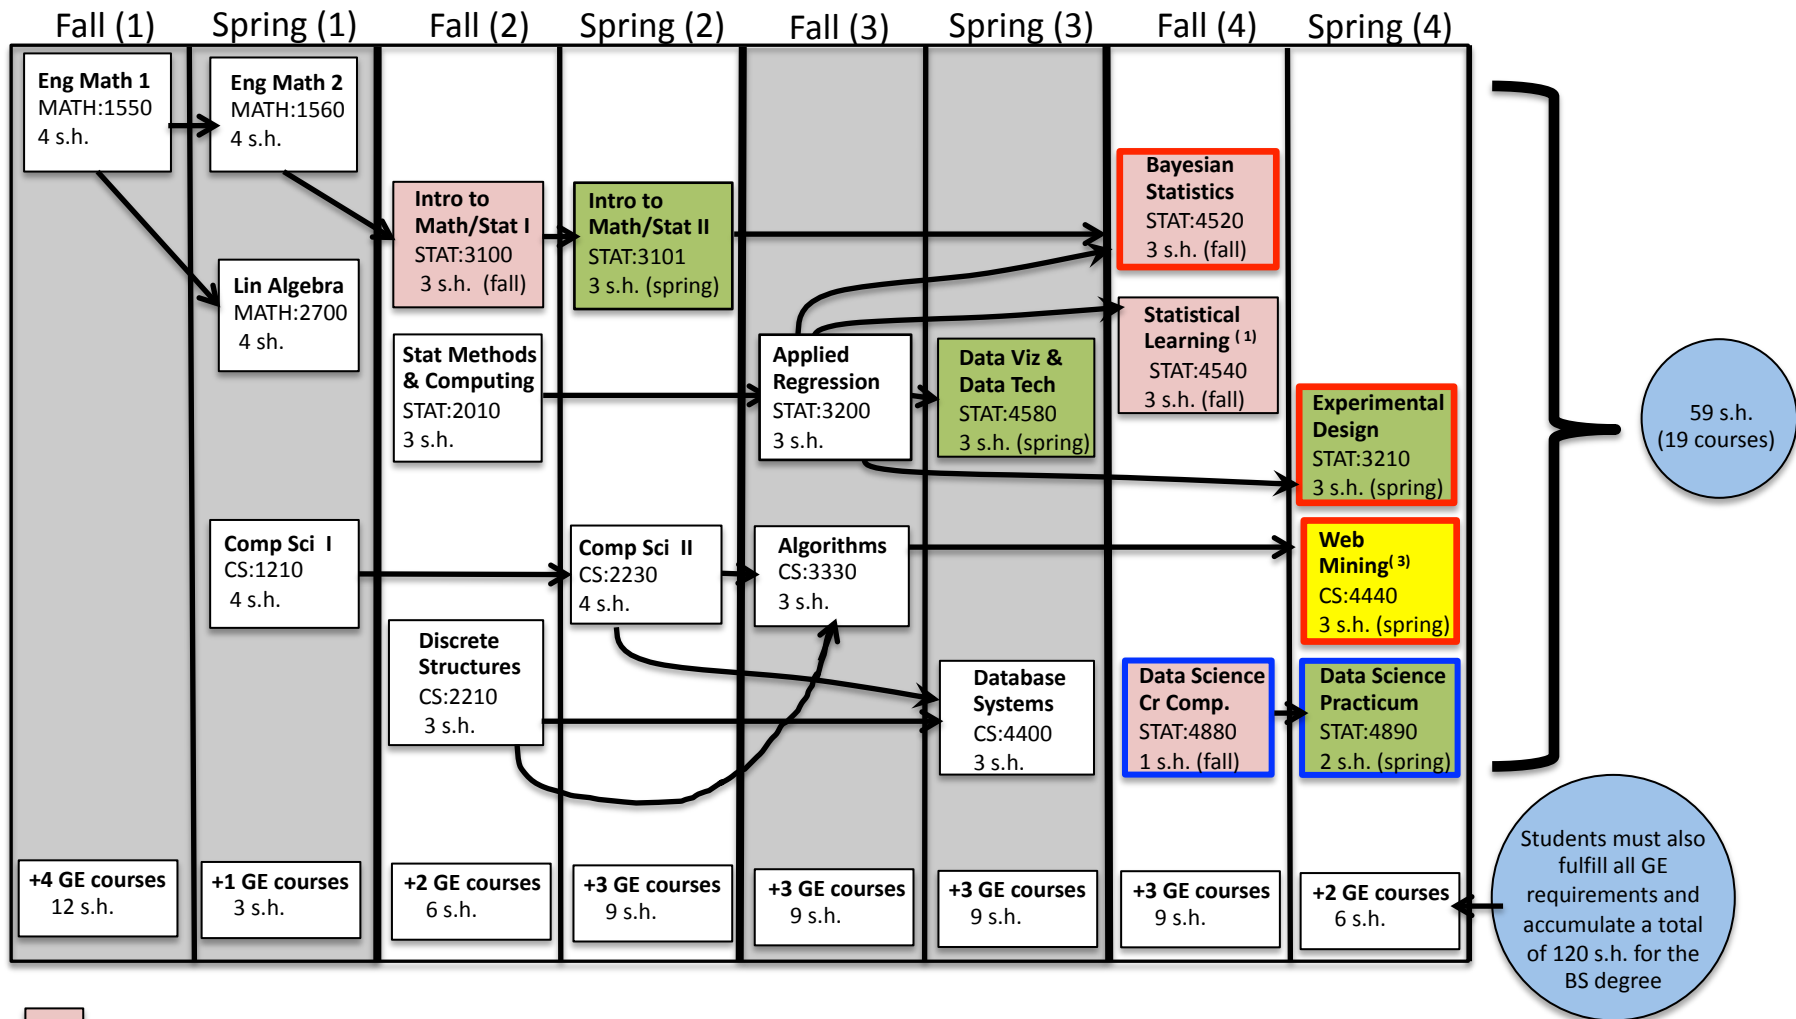 Fall (1)
Spring (1)
Fall (2)
Spring (2)
Fall (3)
Spring (3)
Fall (4)
Spring (4)
Eng Math 1
MATH:1550
4 s.h.
Eng Math 2
MATH:1560
4 s.h.
Lin Algebra
MATH:2700
4 sh.
Comp Sci I
CS:1210
4 s.h.
Intro to
Math/Stat I
STAT:3100
3 s.h. (fall)
Stat Methods
& Computing
STAT:2010
3 s.h.
Discrete
Structures
CS:2210
3 s.h.
Intro to
Math/Stat II
STAT:3101
3 s.h. (spring)
Comp Sci II
CS:2230
4 s.h.
Applied
Regression
STAT:3200
3 s.h.
Algorithms
CS:3330
3 s.h.
Data Viz &
Data Tech
STAT:4580
3 s.h. (spring)
Database
Systems
CS:4400
3 s.h.
Bayesian
Statistics
STAT:4520
3 s.h. (fall)
Statistical
Learning (1)
STAT:4540
3 s.h. (fall)
Data Science
Cr Comp.
STAT:4880
1 s.h. (fall)
Experimental
Design
STAT:3210
3 s.h. (spring)
Web
Mining(3)
CS:4440
3 s.h. (spring)
Data Science
Practicum
STAT:4890
2 s.h. (spring)
+4 GE courses
12 s.h.
+1 GE courses
3 s.h.
+2 GE courses
6 s.h.
+3 GE courses
9 s.h.
+3 GE courses
9 s.h.
+3 GE courses
9 s.h.
+3 GE courses
9 s.h.
+2 GE courses
6 s.h.
59 s.h.
(19 courses)
Students must also
fulfill all GE
requirements and
accumulate a total
of 120 s.h. for the
BS degree